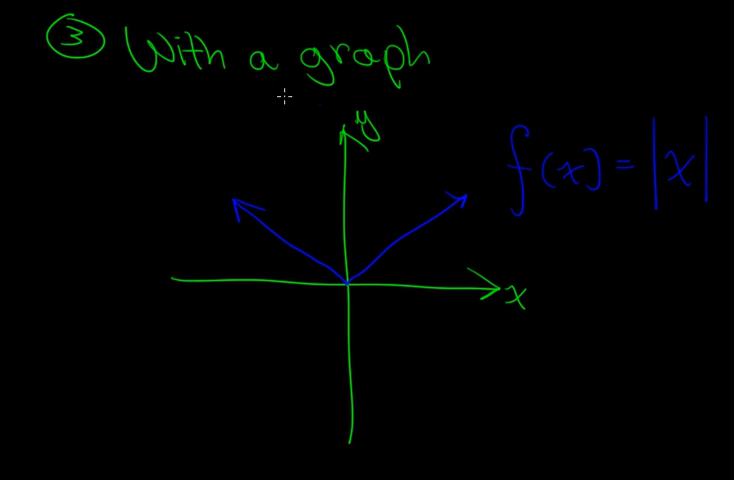 ③ With a graph
y
f(x) = |x|
x